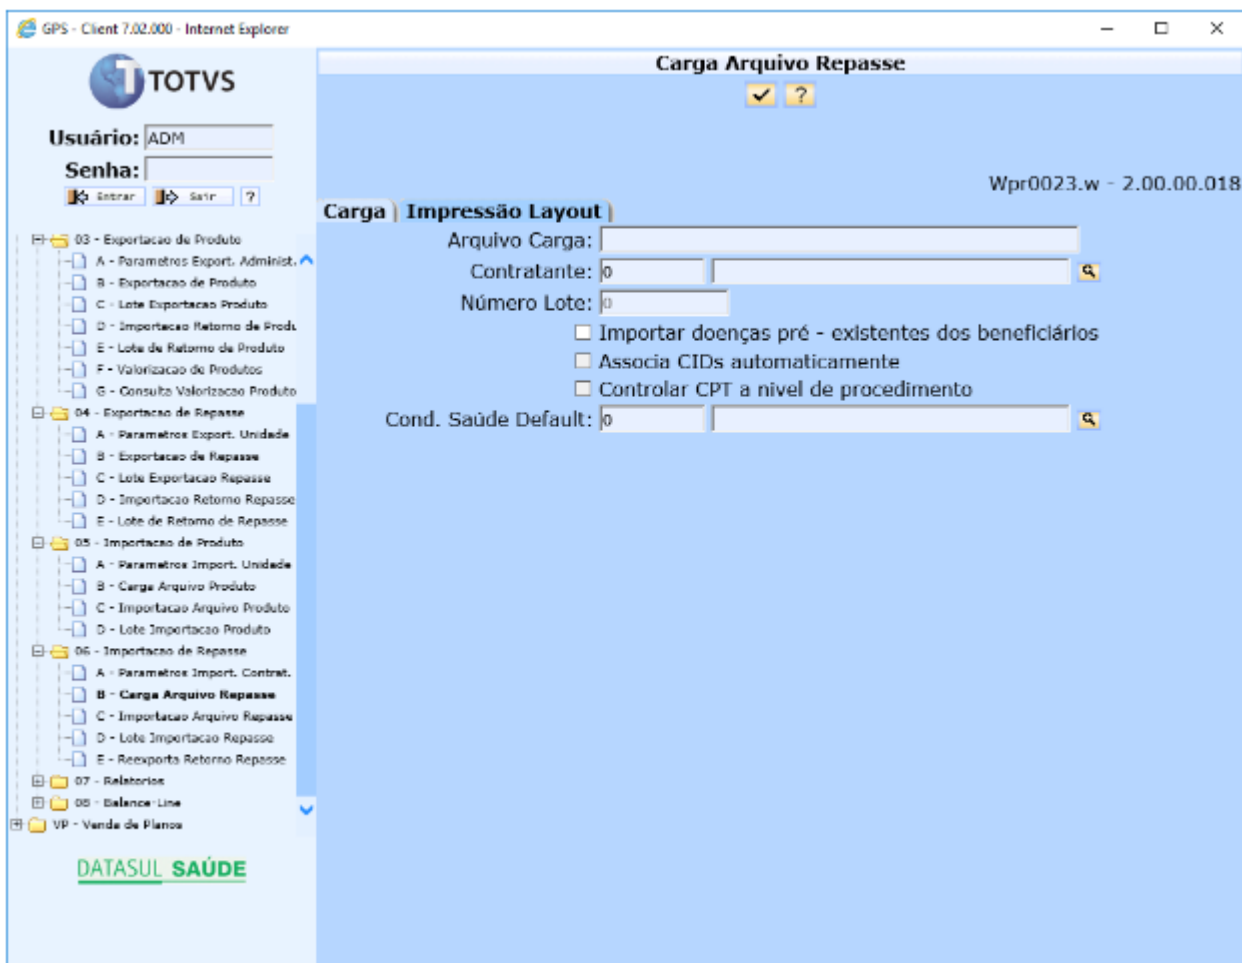 GPS - Client 7.02.000 - Internet Explorer
TOTVS
Usuário: ADM
Senha:
Entrar Sair ?
03 - Exportacao de Produto
A - Parametros Export. Administ.
B - Exportacao de Produto
C - Lote Exportacao Produto
D - Importacao Retorno de Produ
E - Lote de Retorno de Produto
F - Valorizacao de Produtos
G - Consulta Valorizacao Produto
04 - Exportacao de Repasse
A - Parametros Export. Unidade
B - Exportacao de Repasse
C - Lote Exportacao Repasse
D - Importacao Retorno Repasse
E - Lote de Retorno de Repasse
05 - Importacao de Produto
A - Parametros Import. Unidade
B - Carga Arquivo Produto
C - Importacao Arquivo Produto
D - Lote Importacao Produto
06 - Importacao de Repasse
A - Parametros Import. Contrat.
B - Carga Arquivo Repasse
C - Importacao Arquivo Repasse
D - Lote Importacao Repasse
E - Reexporta Retorno Repasse
07 - Relatorios
08 - Balance-Line
VP - Venda de Planos
DATASUL SAÚDE
Carga Arquivo Repasse
?
Wpr0023.w - 2.00.00.018
Carga Impressão Layout
Arquivo Carga:
Contratante: 0
Número Lote: 0
Importar doenças pré - existentes dos beneficiários
Associa CIDs automaticamente
Controlar CPT a nivel de procedimento
Cond. Saúde Default: 0